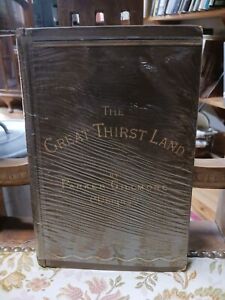 THE
GREAT THIRST LAND
BY
PARKER GILLMORE